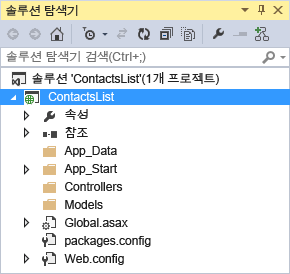 솔루션 탐색기
솔루션 탐색기 검색(Ctrl+;)
솔루션 'ContactsList'(1개 프로젝트)
ContactsList
속성
참조
App_Data
App_Start
Controllers
Models
Global.asax
packages.config
Web.config